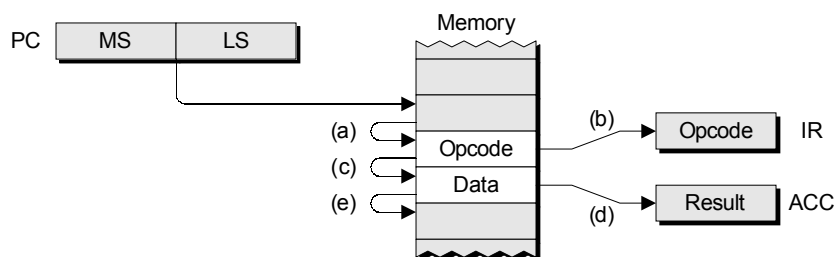 Memory
PC MS LS
(a) (b) Opcode IR
Opcode
(c)
Data
(e) (d) Result ACC